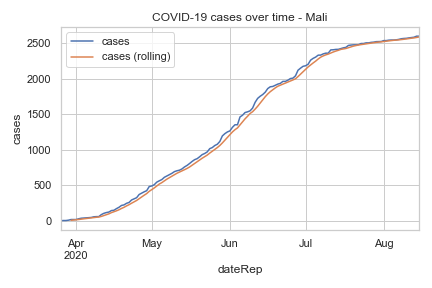 COVID-19 cases over time - Mali
cases
cases (rolling)
2500
2000
1500
1000
500
0
cases
Apr
2020
May
Jun
Jul
Aug
dateRep